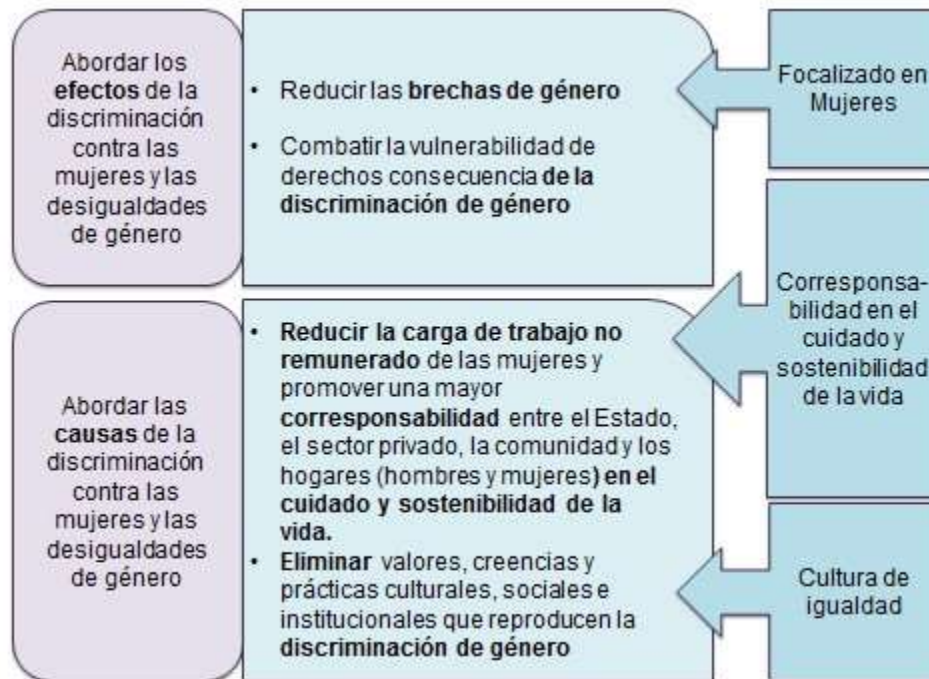 Abordar los
efectos de la
discriminación
contra las
mujeres y las
desigualdades
de género
• Reducir las brechas de género
• Combatir la vulnerabilidad de
derechos consecuencia de la
discriminación de género
Focalizado en
Mujeres
Abordar las
causas de la
discriminación
contra las
mujeres y las
desigualdades
de género
• Reducir la carga de trabajo no
remunerado de las mujeres y
promover una mayor
corresponsabilidad entre el Estado,
el sector privado, la comunidad y los
hogares (hombres y mujeres) en el
cuidado y sostenibilidad de la
vida.
• Eliminar valores, creencias y
prácticas culturales, sociales e
institucionales que reproducen la
discriminación de género
Corresponsa-
bilidad en el
cuidado y
sostenibilidad
de la vida
Cultura de
igualdad